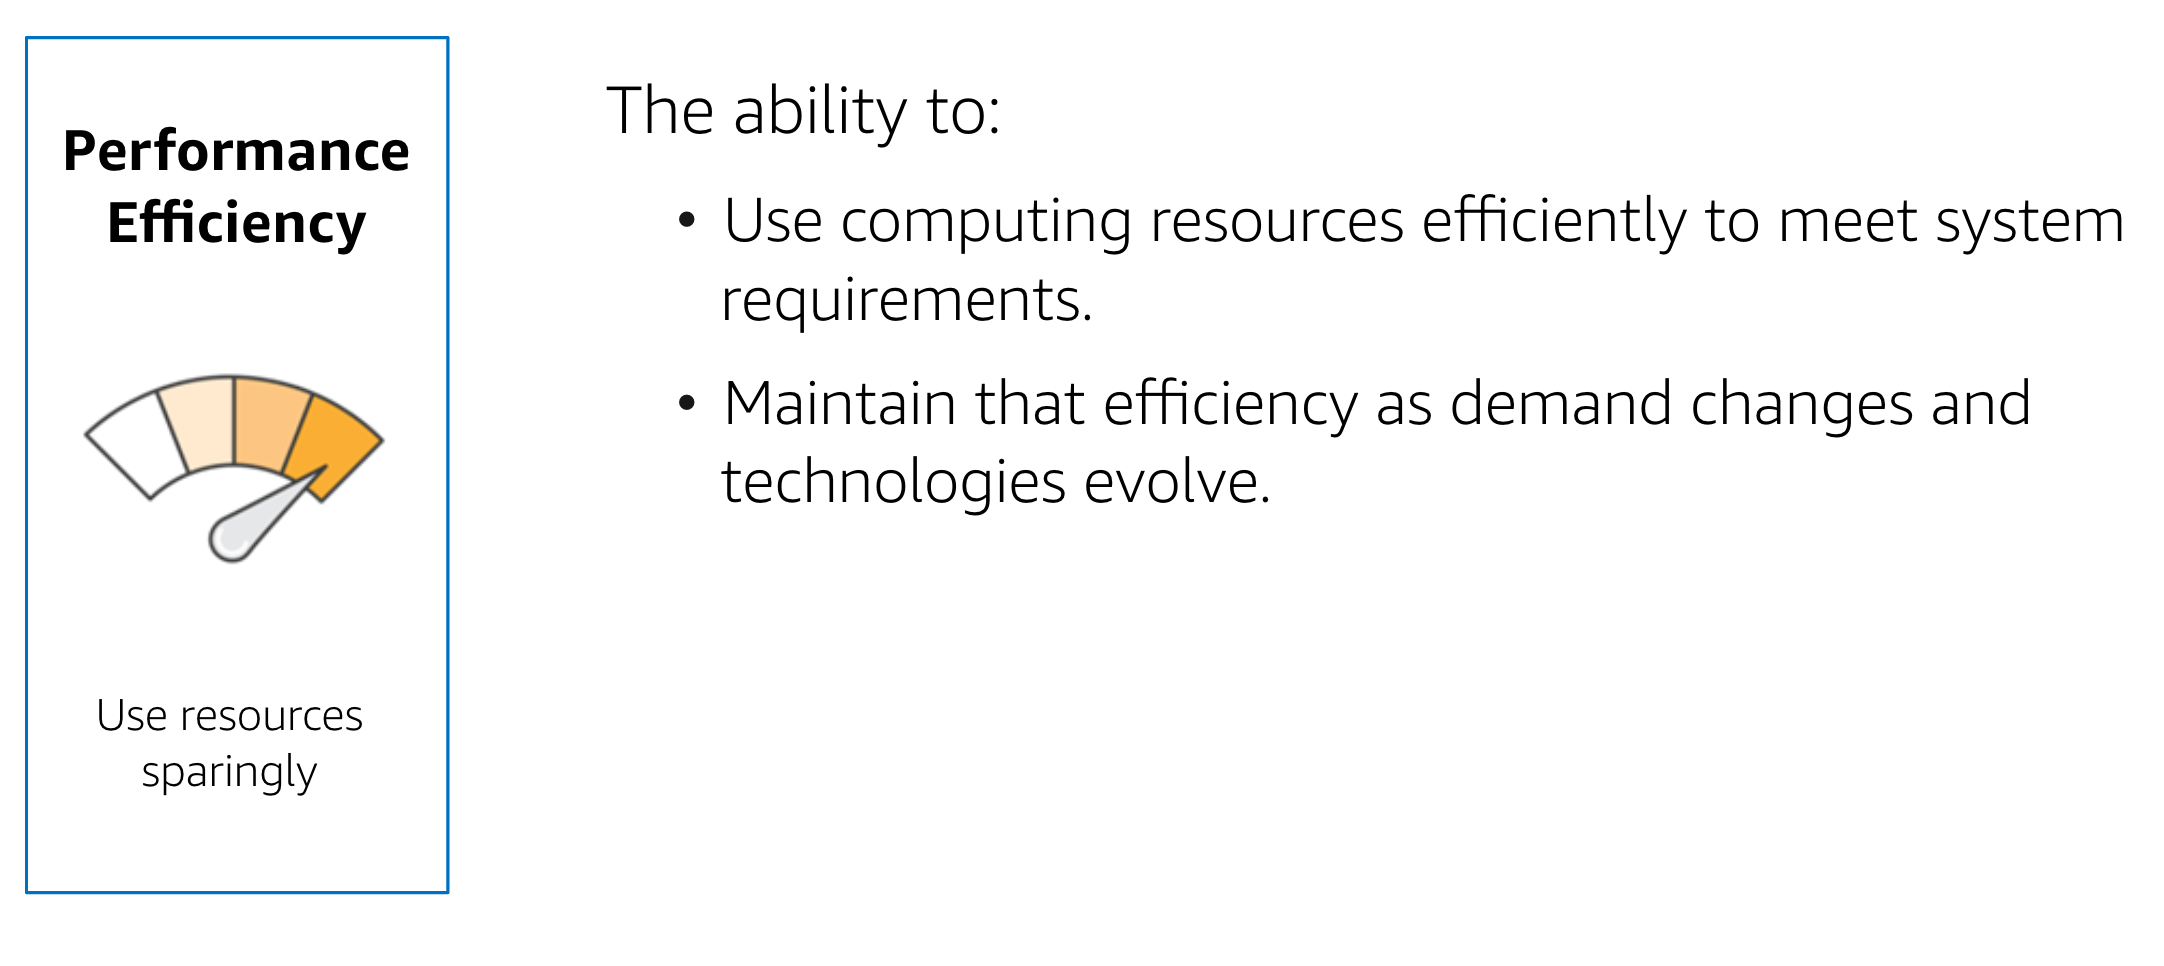 Performance
Efficiency
Use resources
sparingly
The ability to:
• Use computing resources efficiently to meet system
requirements.
• Maintain that efficiency as demand changes and
technologies evolve.